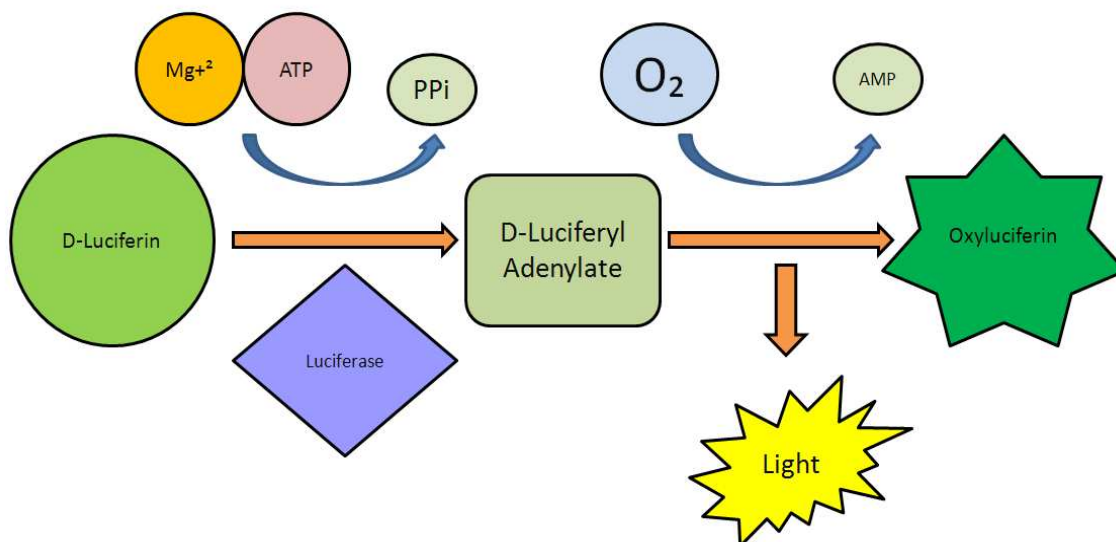 Mg+²
ATP
PPi
O₂
AMP
D-Luciferin
D-Luciferyl
Adenylate
Oxyluciferin
Luciferase
Light